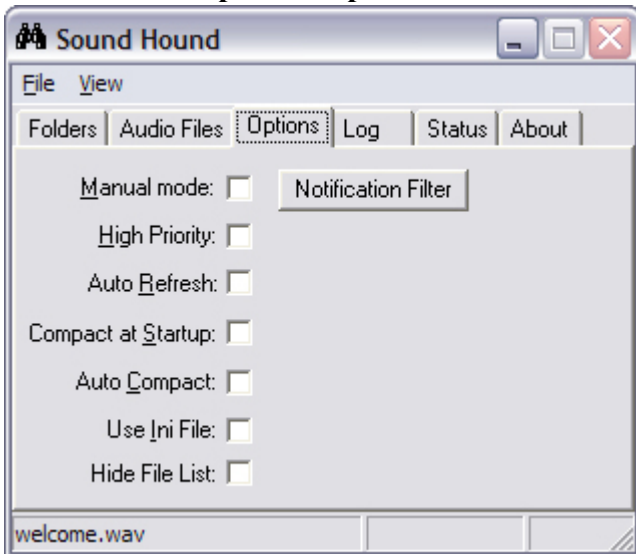 Sound Hound
File View
Folders Audio Files Options Log Status About
Manual mode: Notification Filter
High Priority:
Auto Refresh:
Compact at Startup:
Auto Compact:
Use Ini File:
Hide File List:
welcome.wav